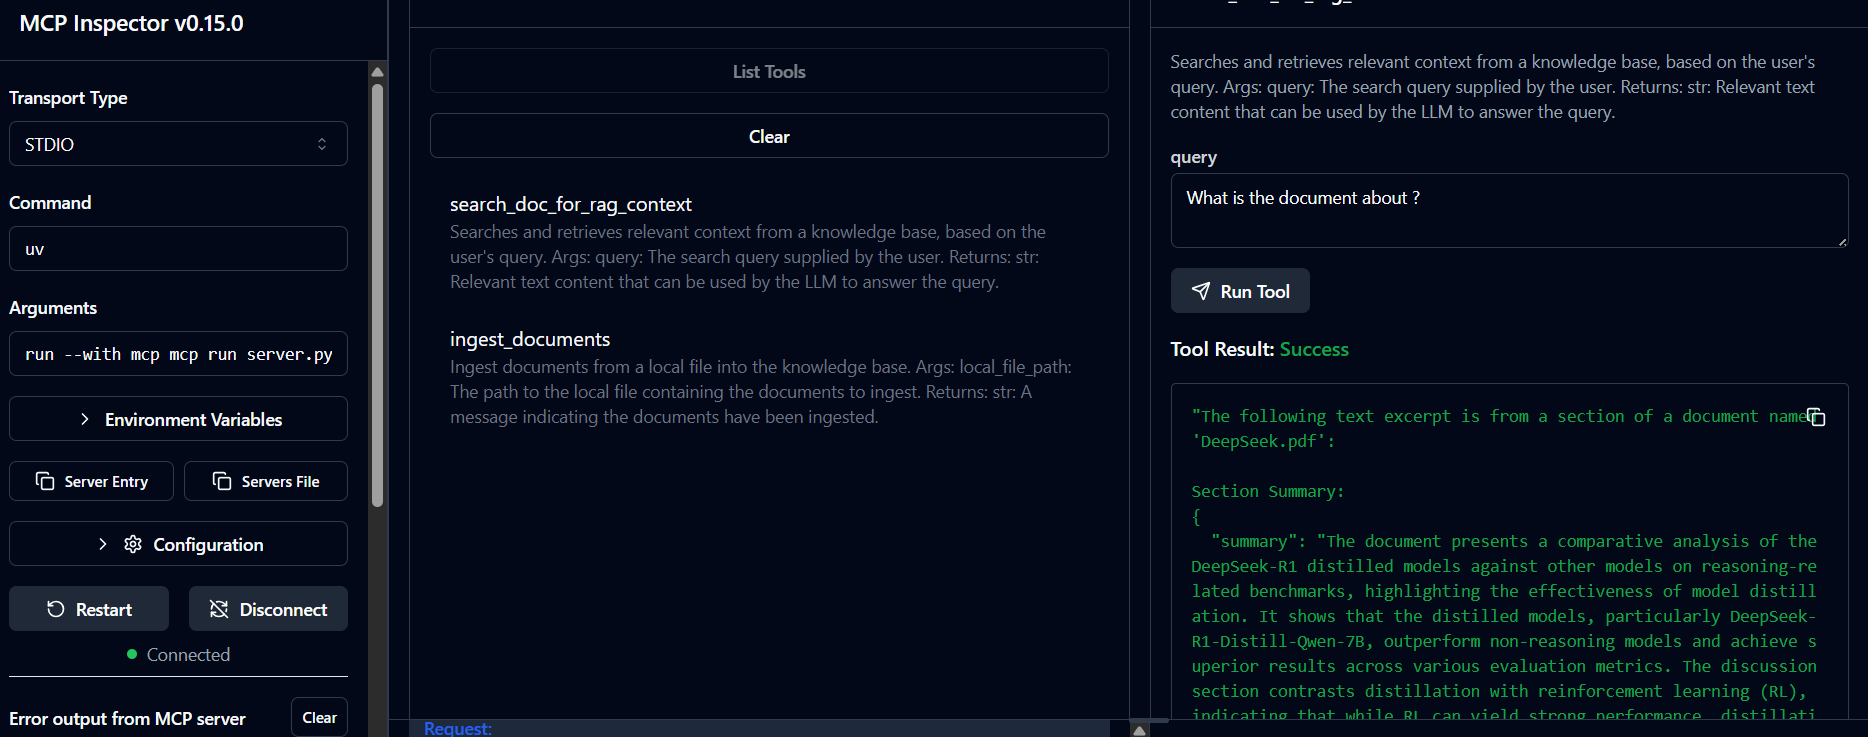 MCP Inspector v0.15.0
Transport Type
STDIO
Command
uv
Arguments
run --with mcp mcp run server.py
Environment Variables
Server Entry
Servers File
Configuration
Restart
Disconnect
Connected
Error output from MCP server
Clear
List Tools
Clear
search_doc_for_rag_context
Searches and retrieves relevant context from a knowledge base, based on the
user's query. Args: query: The search query supplied by the user. Returns: str:
Relevant text content that can be used by the LLM to answer the query.
ingest_documents
Ingest documents from a local file into the knowledge base. Args: local_file_path:
The path to the local file containing the documents to ingest. Returns: str: A
message indicating the documents have been ingested.
Request:
Searches and retrieves relevant context from a knowledge base, based on the user's
query. Args: query: The search query supplied by the user. Returns: str: Relevant text
content that can be used by the LLM to answer the query.
query
What is the document about ?
Run Tool
Tool Result: Success
"The following text excerpt is from a section of a document named
'DeepSeek.pdf':
Section Summary:
{
"summary": "The document presents a comparative analysis of the
DeepSeek-R1 distilled models against other models on reasoning-re
lated benchmarks, highlighting the effectiveness of model distill
ation. It shows that the distilled models, particularly DeepSeek-
R1-Distill-Qwen-7B, outperform non-reasoning models and achieve s
uperior results across various evaluation metrics. The discussion
section contrasts distillation with reinforcement learning (RL),
indicating that while RL can yield strong performance, distillati